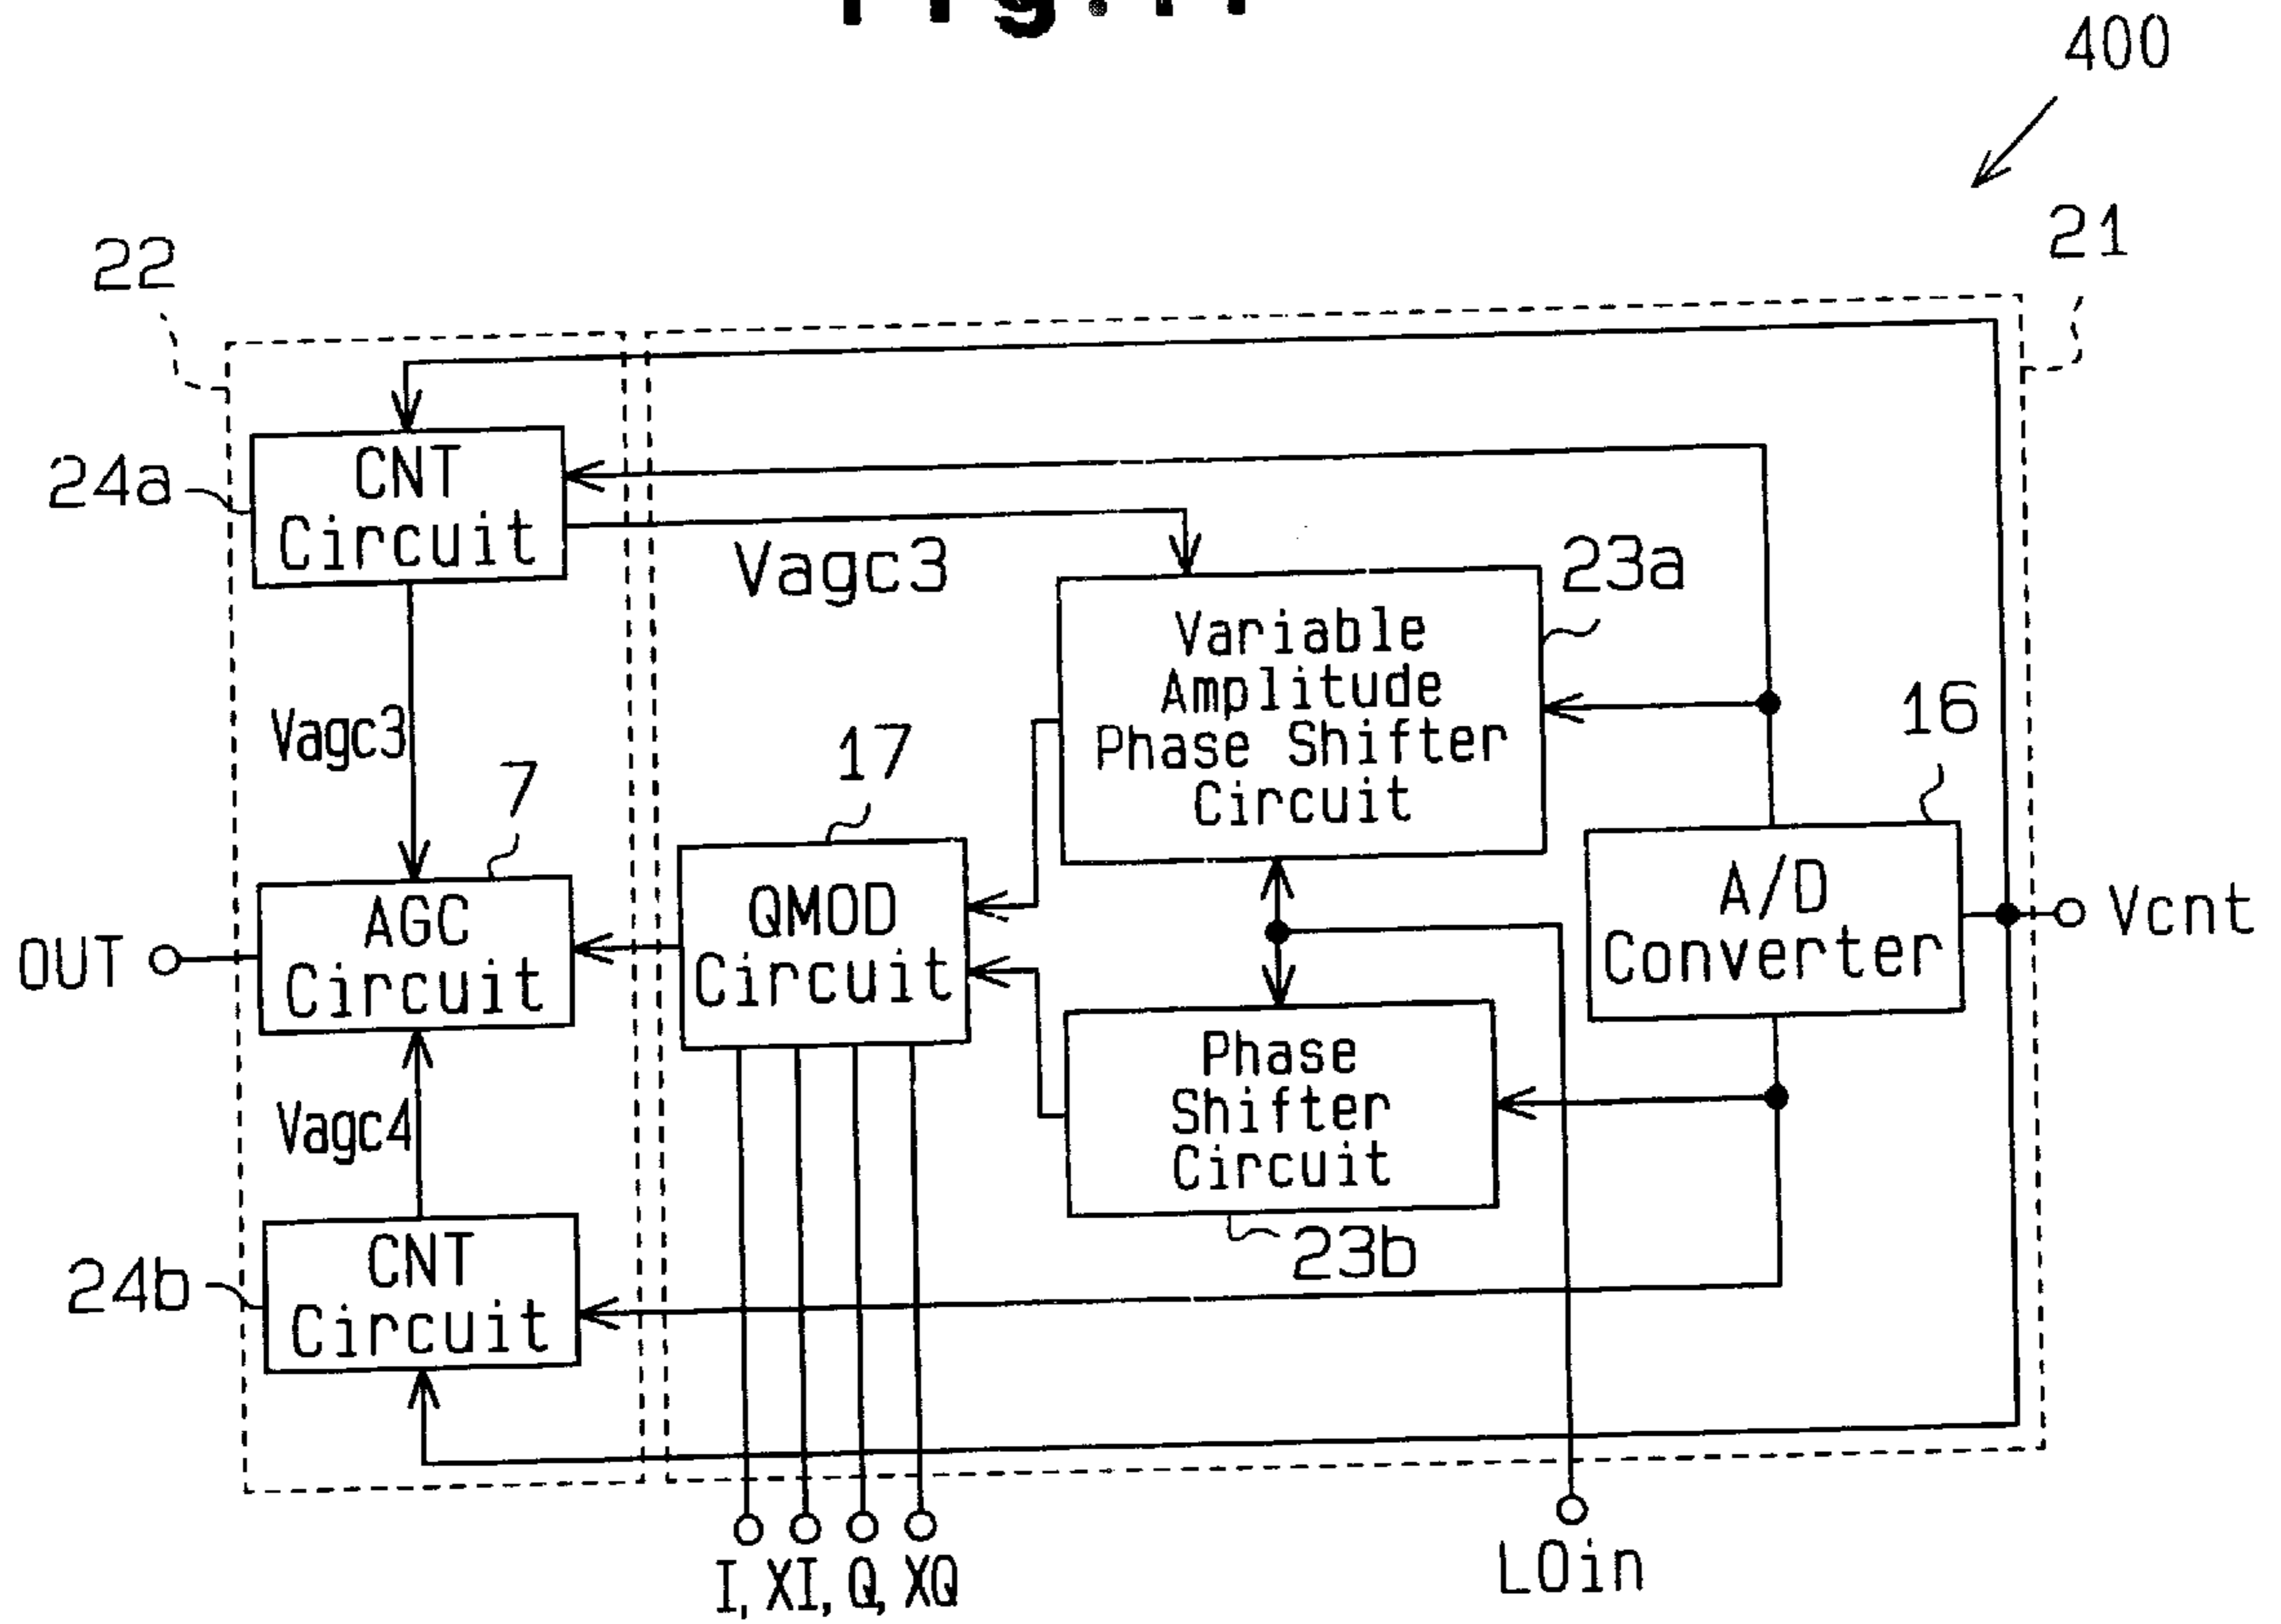 400
21
22
CNT
Circuit
24a
Vagc3
23a
Variable
Amplitude
Phase Shifter
Circuit
16
Vagc3
17
7
A/D
Converter
Vcnt
QMOD
Circuit
AGC
Circuit
OUT
Phase
Shifter
Circuit
Vagc4
23b
CNT
Circuit
24b
LOin
I, XI, Q, XQ